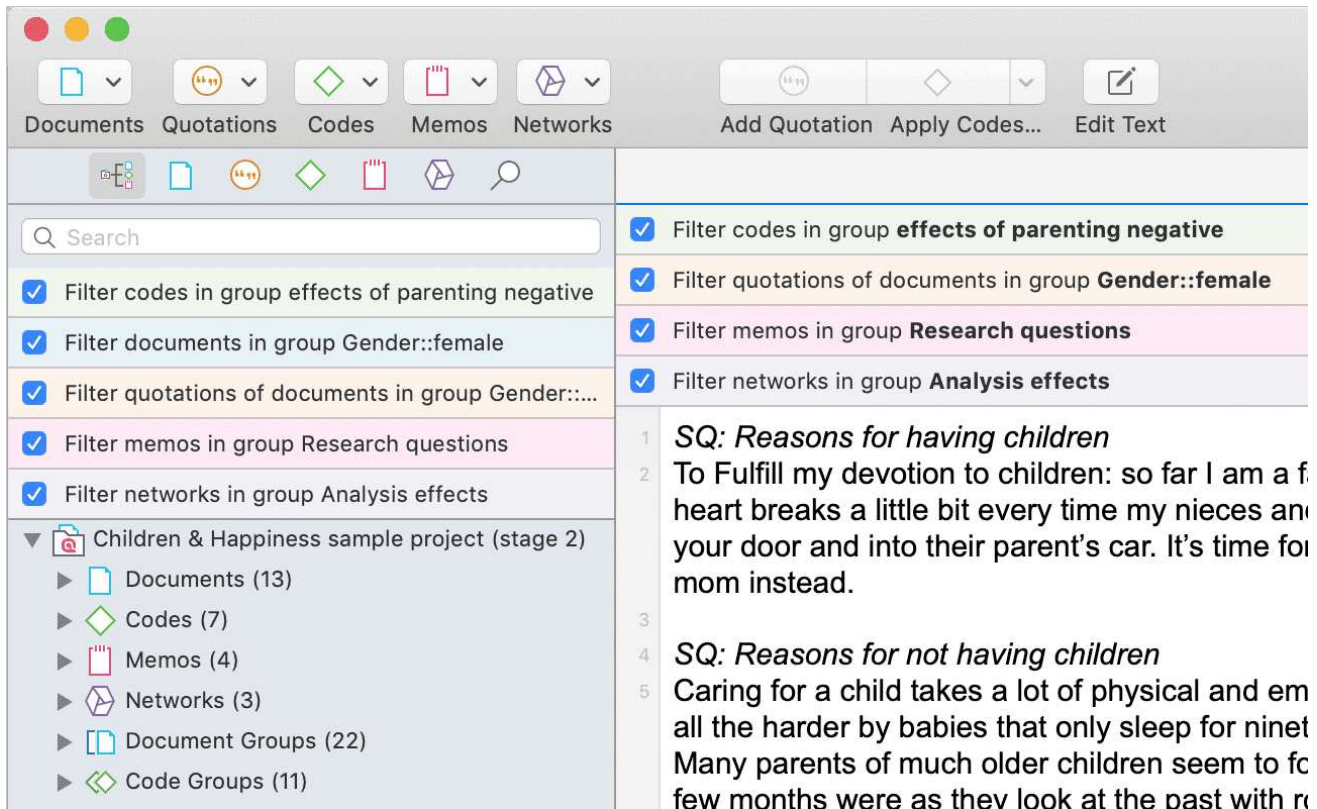 Documents Quotations Codes Memos Networks Add Quotation Apply Codes... Edit Text
Search
Filter codes in group effects of parenting negative
Filter documents in group Gender::female
Filter quotations of documents in group Gender::...
Filter memos in group Research questions
Filter networks in group Analysis effects
Children & Happiness sample project (stage 2)
Documents (13)
Codes (7)
Memos (4)
Networks (3)
Document Groups (22)
Code Groups (11)
Filter codes in group effects of parenting negative
Filter quotations of documents in group Gender::female
Filter memos in group Research questions
Filter networks in group Analysis effects
1 SQ: Reasons for having children
2 To Fulfill my devotion to children: so far I am a
heart breaks a little bit every time my nieces and
your door and into their parent's car. It's time for
mom instead.
3
4 SQ: Reasons for not having children
5 Caring for a child takes a lot of physical and em
all the harder by babies that only sleep for ninet
Many parents of much older children seem to fo
few months were as they look at the past with